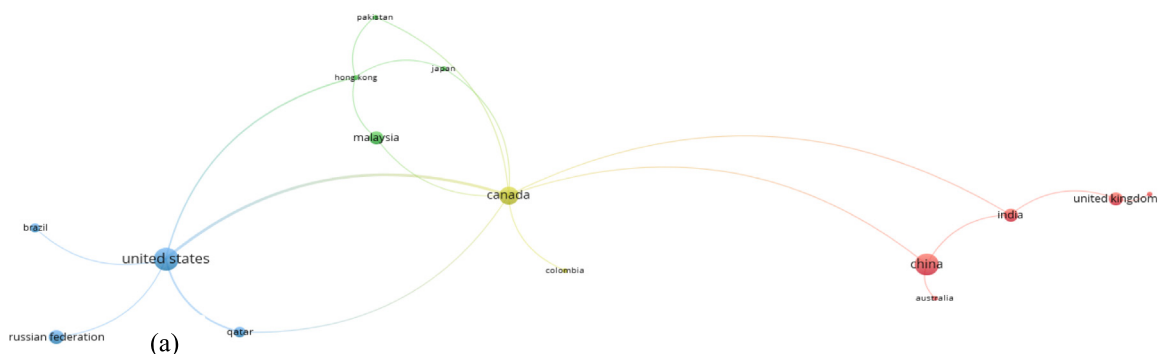 pakistan
hong kong
japan
malaysia
canada
united kingdom
india
brazil
united states
china
colombia
australia
russian federation
qatar
(a)